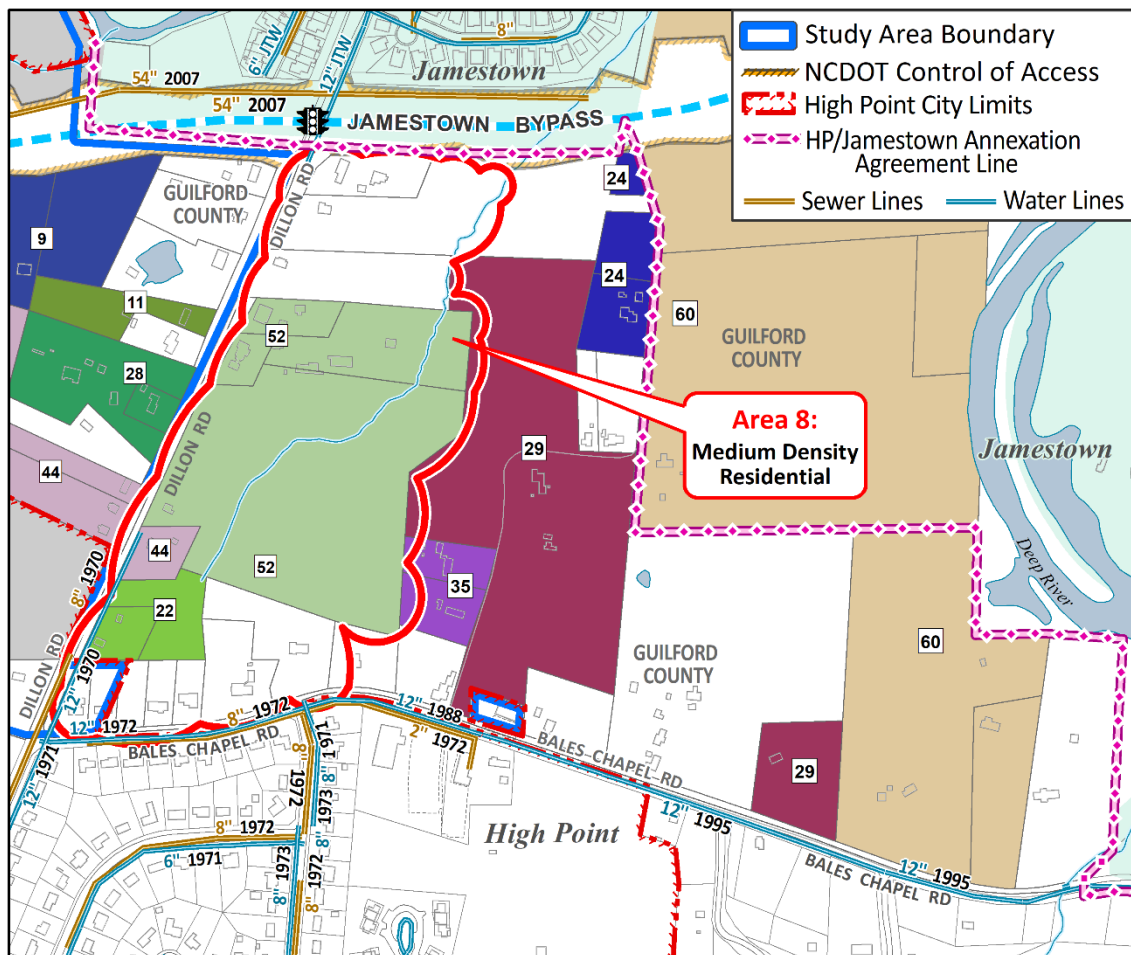 8"
6" JTW
12" JTW
Jamestown
54" 2007
54" 2007
JAMESTOWN BYPASS
Study Area Boundary
NCDOT Control of Access
High Point City Limits
HP/Jamestown Annexation
Agreement Line
Sewer Lines
Water Lines
GUILFORD
COUNTY
DILLON RD
24
9
24
11
60
52
GUILFORD
COUNTY
28
Area 8:
Medium Density
Residential
DILLON RD
29
Jamestown
44
44
8" 1970
52
35
Deep River
22
60
DILLON RD
12" 1970
GUILFORD
COUNTY
12" 1972
8" 1972
12" 1988
BALES CHAPEL RD
2" 1972
BALES CHAPEL RD
12" 1971
8" 1972
8" 1971
29
8" 1973
High Point
12" 1995
8" 1972
6" 1971
8" 1973
8" 1972
12" 1995
BALES CHAPEL RD